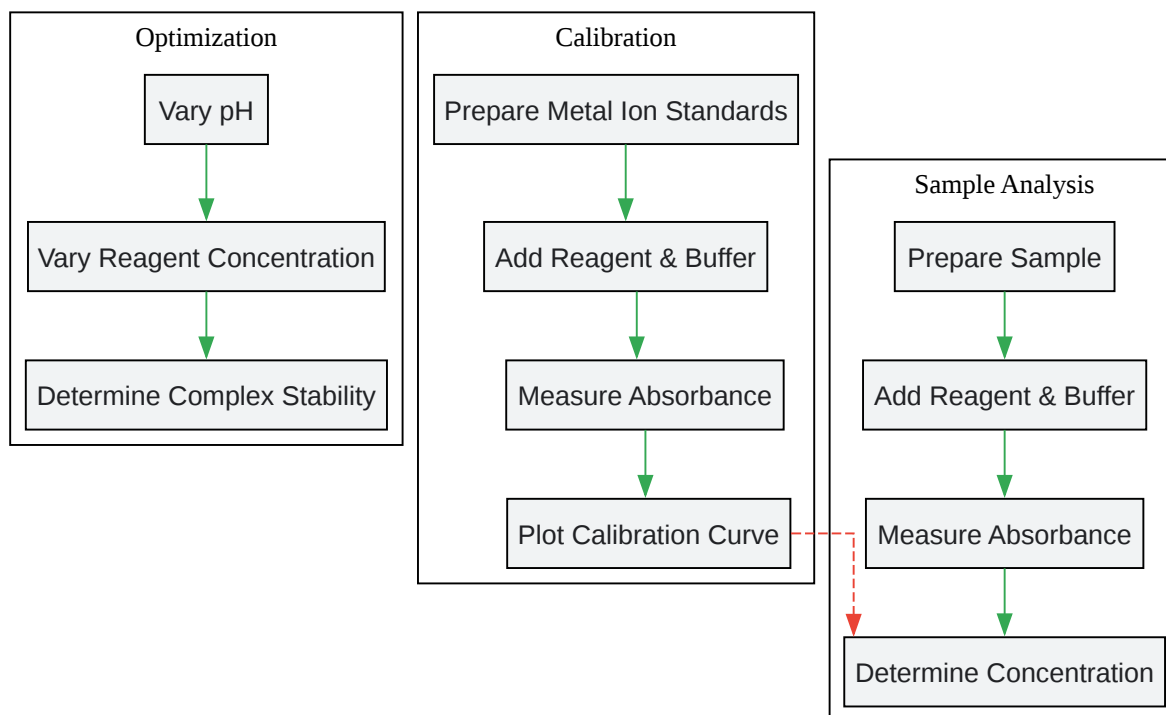 Optimization
Vary pH
Vary Reagent Concentration
Determine Complex Stability
Calibration
Prepare Metal Ion Standards
Add Reagent & Buffer
Measure Absorbance
Plot Calibration Curve
Sample Analysis
Prepare Sample
Add Reagent & Buffer
Measure Absorbance
Determine Concentration